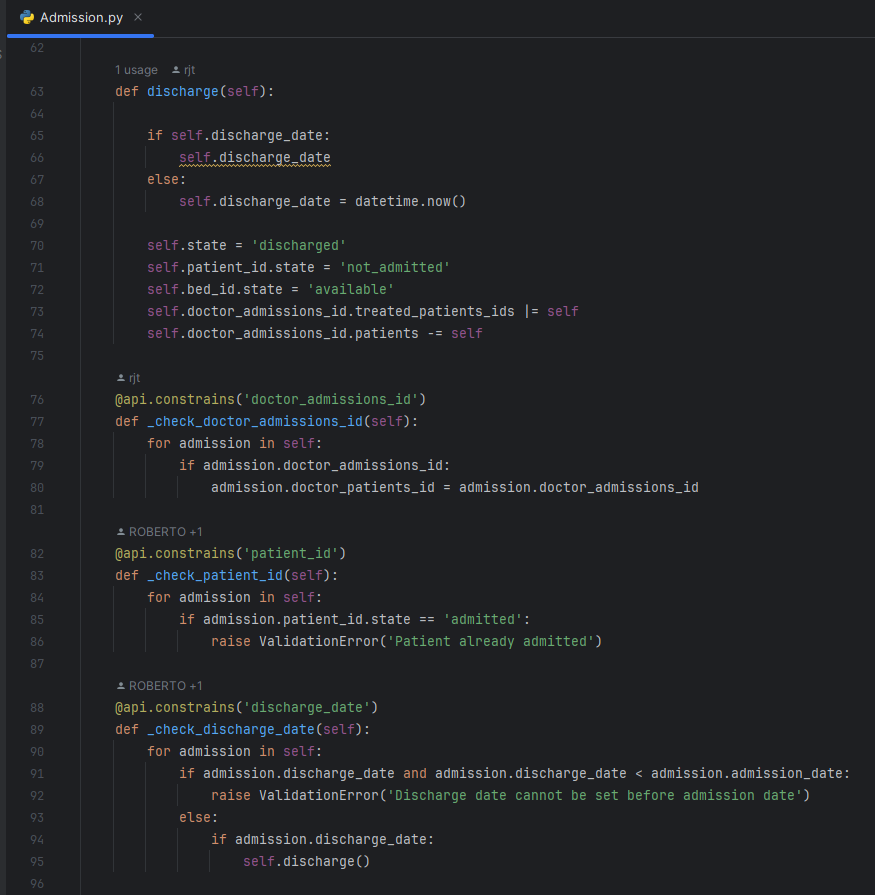 Admission.py
62
1 usage rjt
63 def discharge(self):
64
65 if self.discharge_date:
66 self.discharge_date
67 else:
68 self.discharge_date = datetime.now()
69
70 self.state = 'discharged'
71 self.patient_id.state = 'not_admitted'
72 self.bed_id.state = 'available'
73 self.doctor_admissions_id.treated_patients_ids |= self
74 self.doctor_admissions_id.patients -= self
75
rjt
76 @api.constrains('doctor_admissions_id')
77 def _check_doctor_admissions_id(self):
78 for admission in self:
79 if admission.doctor_admissions_id:
80 admission.doctor_patients_id = admission.doctor_admissions_id
81
ROBERTO +1
82 @api.constrains('patient_id')
83 def _check_patient_id(self):
84 for admission in self:
85 if admission.patient_id.state == 'admitted':
86 raise ValidationError('Patient already admitted')
87
ROBERTO +1
88 @api.constrains('discharge_date')
89 def _check_discharge_date(self):
90 for admission in self:
91 if admission.discharge_date and admission.discharge_date < admission.admission_date:
92 raise ValidationError('Discharge date cannot be set before admission date')
93 else:
94 if admission.discharge_date:
95 self.discharge()
96